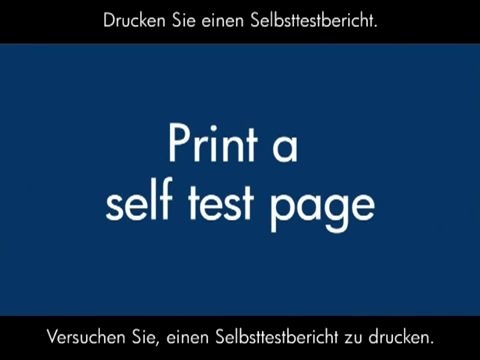 Drucken Sie einen Selbsttestbericht.
Print a
self test page
Versuchen Sie, einen Selbsttestbericht zu drucken.